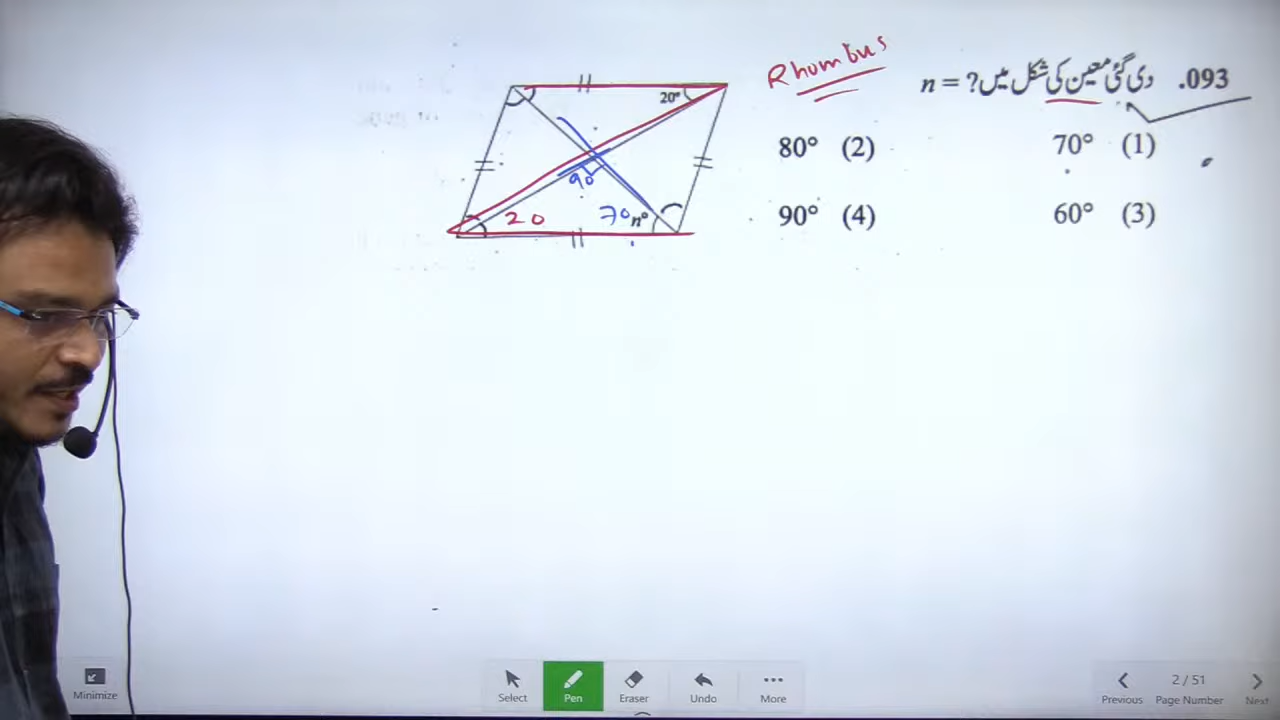 Rhombus
.093 دی گئی معین کی شکل میں n = ?
70° (1)
80° (2)
60° (3)
90° (4)
20°
90
20
70
n°
Minimize
Select
Pen
Eraser
Undo
More
Previous
2 / 51
Page Number
Next